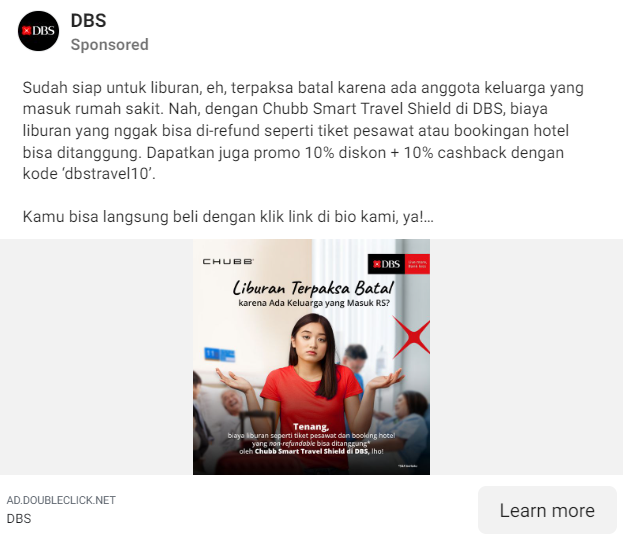 DBS
Sponsored
DBS
Sudah siap untuk liburan, eh, terpaksa batal karena ada anggota keluarga yang
masuk rumah sakit. Nah, dengan Chubb Smart Travel Shield di DBS, biaya
liburan yang nggak bisa di-refund seperti tiket pesawat atau bookingan hotel
bisa ditanggung. Dapatkan juga promo 10% diskon + 10% cashback dengan
kode ‘dbstravel10’.
Kamu bisa langsung beli dengan klik link di bio kami, ya!...
CHUBB
DBS
Liburan Terpaksa Batal
karena Ada Keluarga yang Masuk RS?
Tenang,
biaya liburan seperti tiket pesawat dan booking hotel
yang non-refundable bisa ditanggung*
oleh Chubb Smart Travel Shield di DBS, lho!
AD.DOUBLECLICK.NET
DBS
Learn more